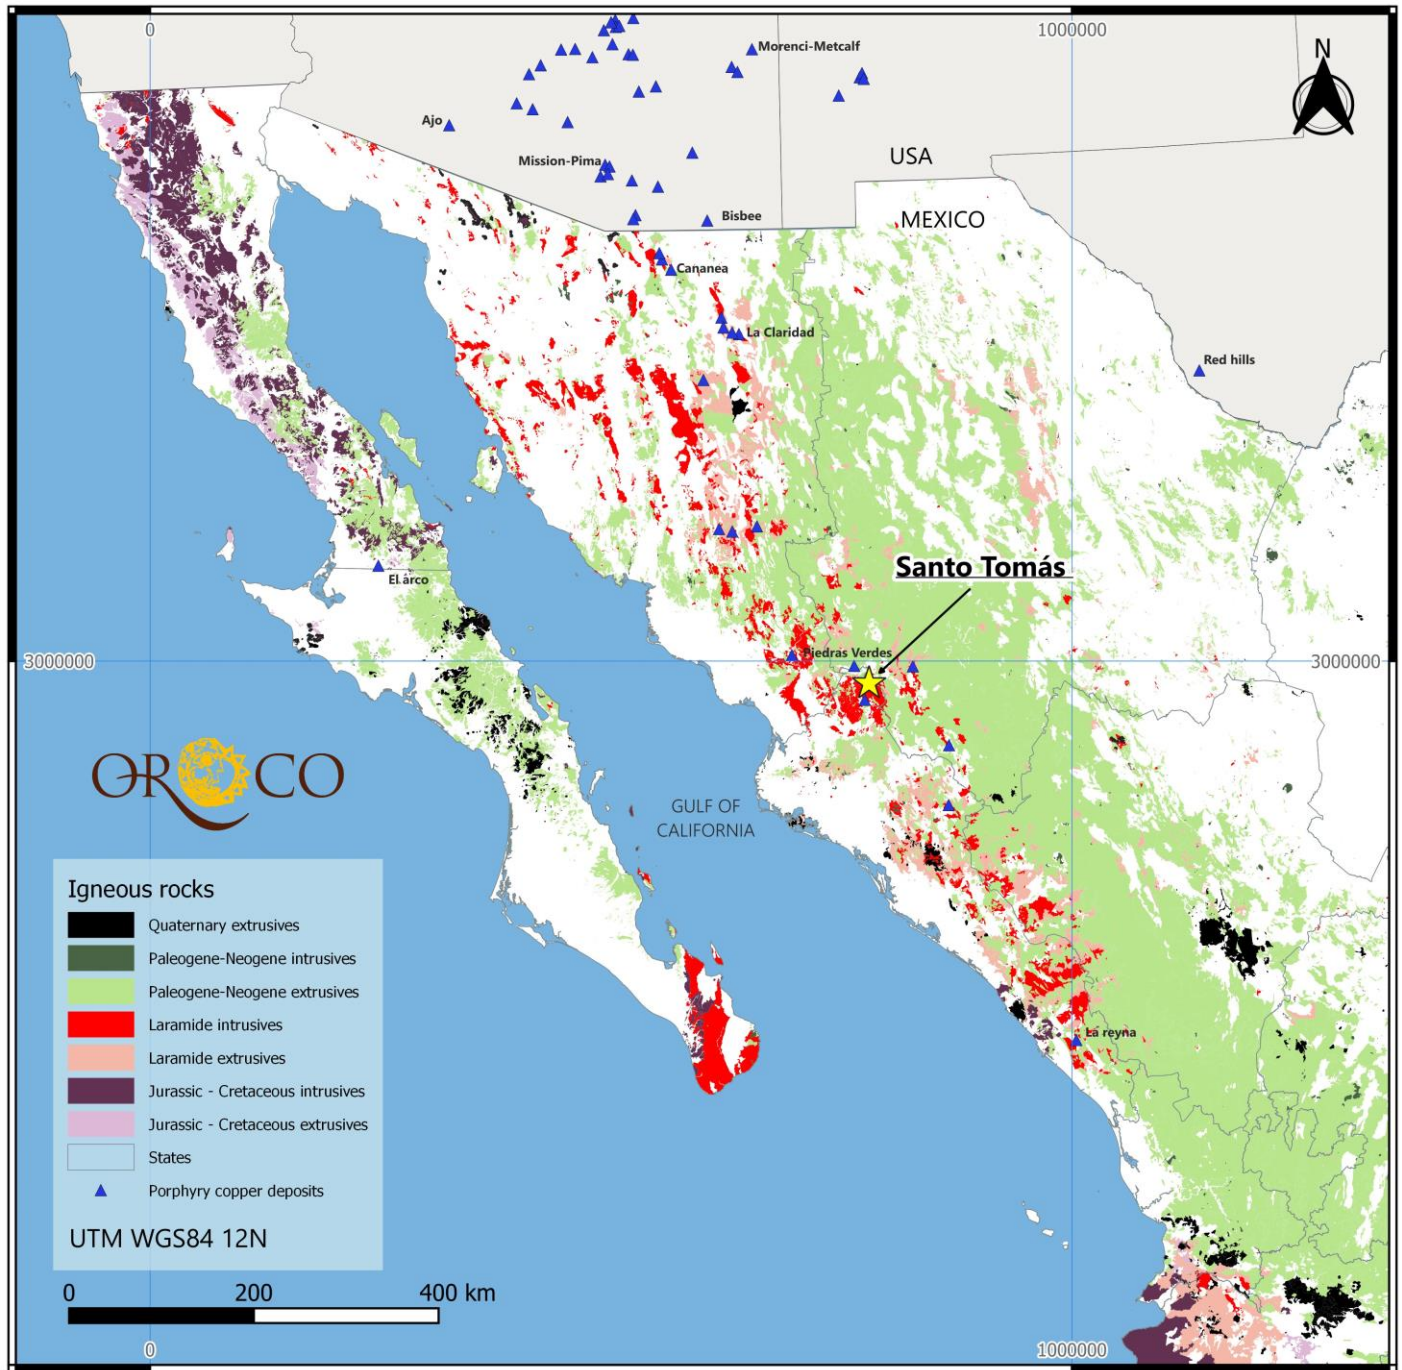 0
1000000
N
Morenci-Metcalf
Ajo
Mission-Pima
USA
Bisbee
MEXICO
Cananea
La Claridad
Red hills
Santo Tomás
El arco
Piedras Verdes
3000000
3000000
OROCO
GULF OF
CALIFORNIA
Igneous rocks
Quaternary extrusives
Paleogene-Neogene intrusives
Paleogene-Neogene extrusives
Laramide intrusives
Laramide extrusives
Jurassic - Cretaceous intrusives
Jurassic - Cretaceous extrusives
States
Porphyry copper deposits
UTM WGS84 12N
La reyna
0
200
400 km
0
1000000